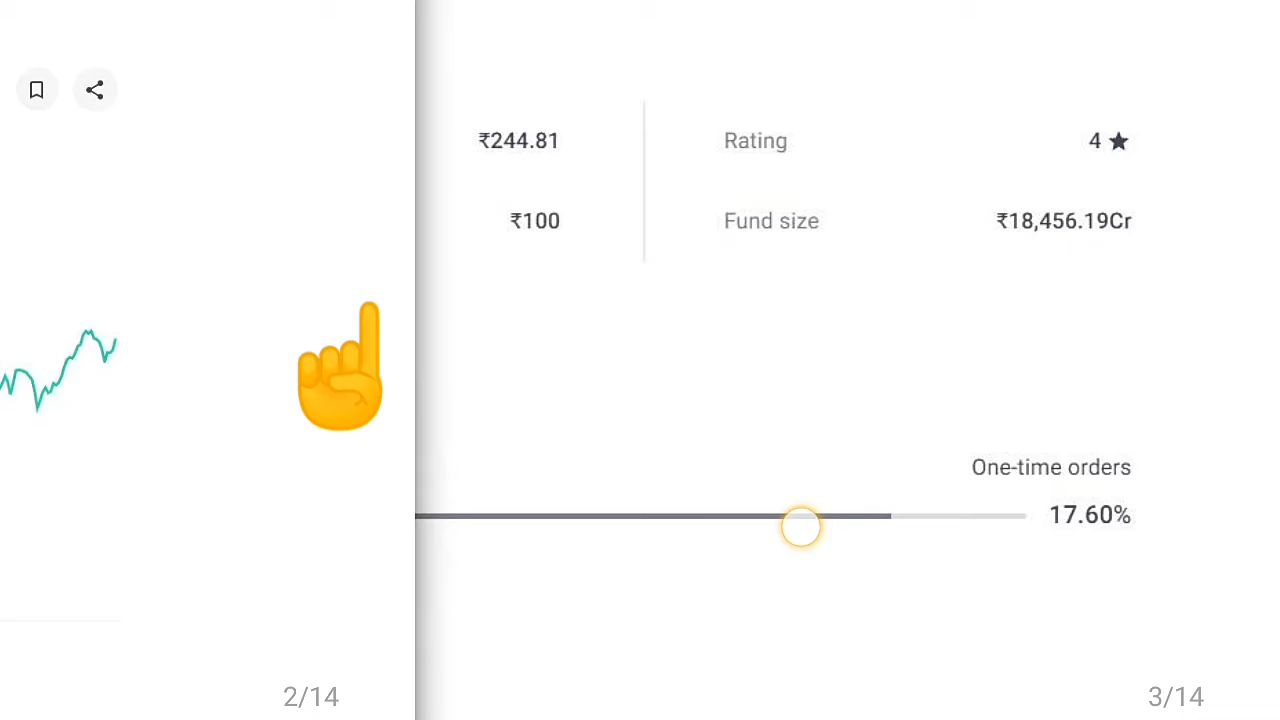 ₹244.81
Rating
4 ★
₹100
Fund size
₹18,456.19Cr
One-time orders
17.60%
2/14
3/14